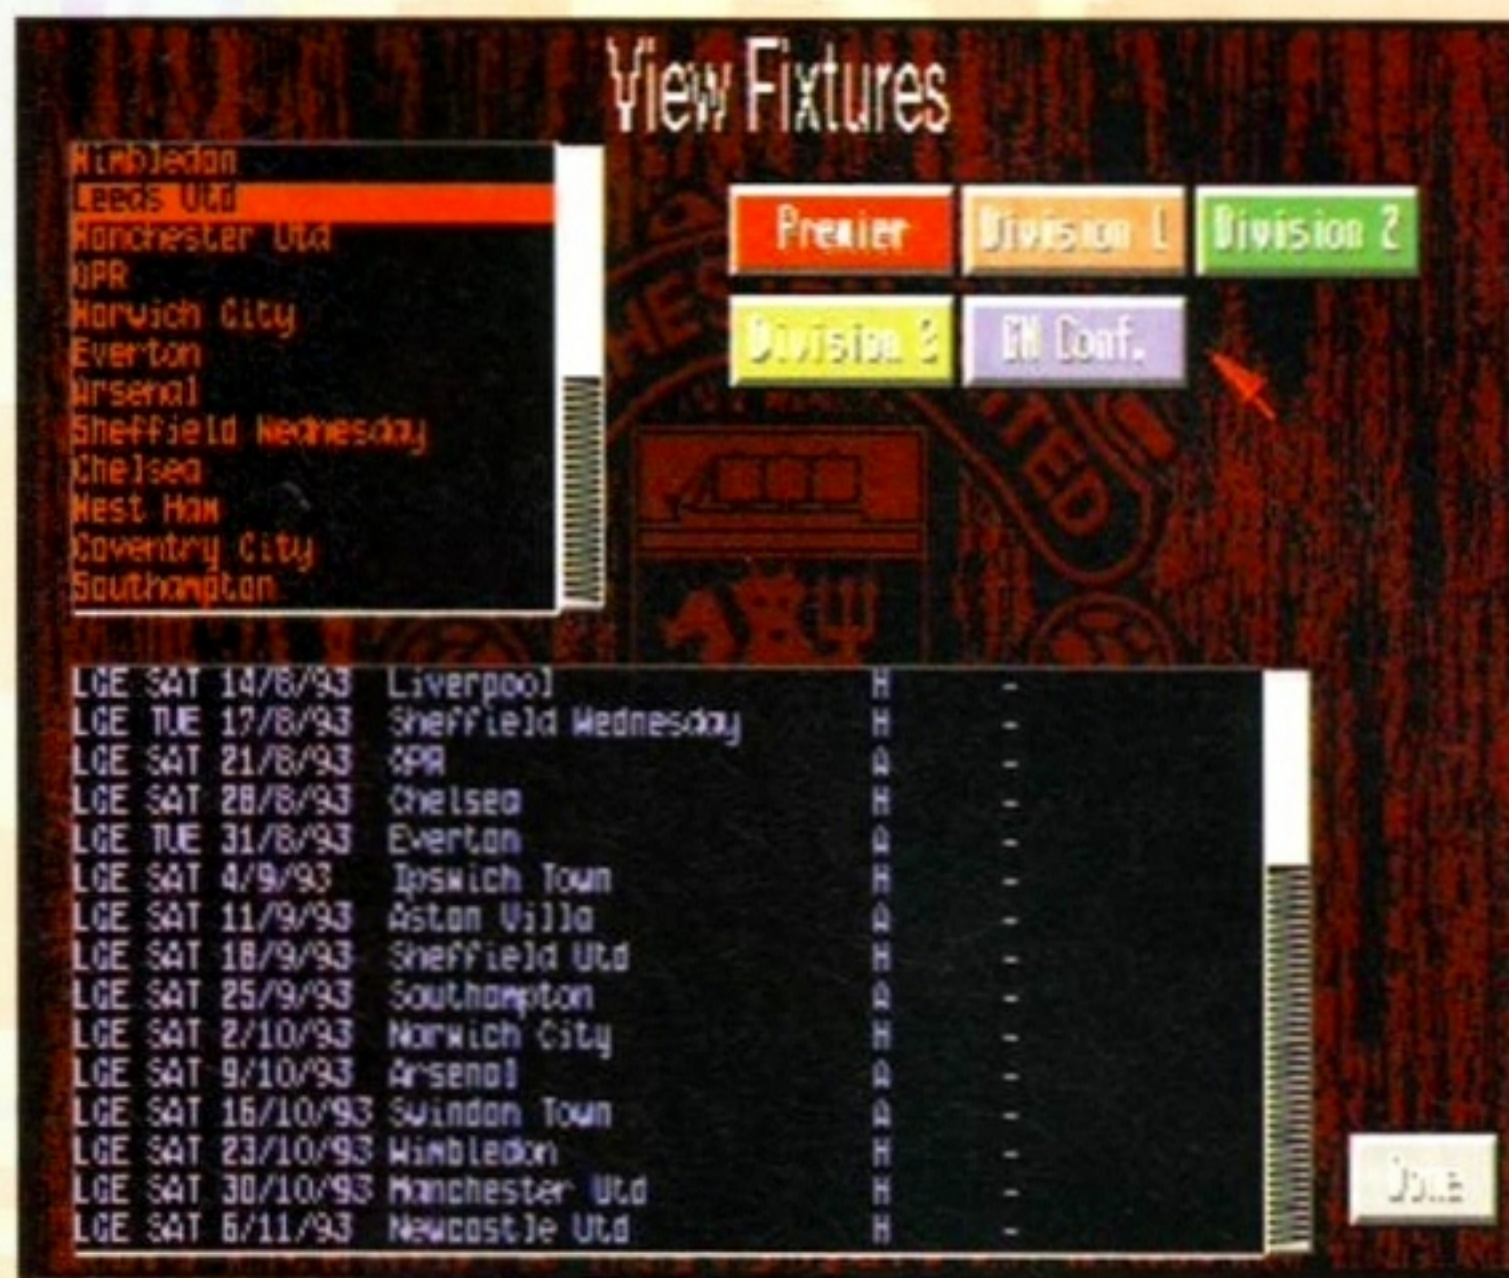 View Fixtures
Wimbledon
Leeds Utd
Manchester Utd
QPR
Norwich City
Everton
Arsenal
Sheffield Wednesday
Chelsea
West Ham
Coventry City
Southampton
Premier Division 1 Division 2
Division 3 GM Conf.
HES
TED
LGE SAT 14/8/93 Liverpool H -
LGE TUE 17/8/93 Sheffield Wednesday H -
LGE SAT 21/8/93 QPR A -
LGE SAT 28/8/93 Chelsea H -
LGE TUE 31/8/93 Everton A -
LGE SAT 4/9/93 Ipswich Town H -
LGE SAT 11/9/93 Aston Villa A -
LGE SAT 18/9/93 Sheffield Utd H -
LGE SAT 25/9/93 Southampton A -
LGE SAT 2/10/93 Norwich City H -
LGE SAT 9/10/93 Arsenal A -
LGE SAT 16/10/93 Swindon Town A -
LGE SAT 23/10/93 Wimbledon H -
LGE SAT 30/10/93 Manchester Utd H -
LGE SAT 6/11/93 Newcastle Utd H -
Done